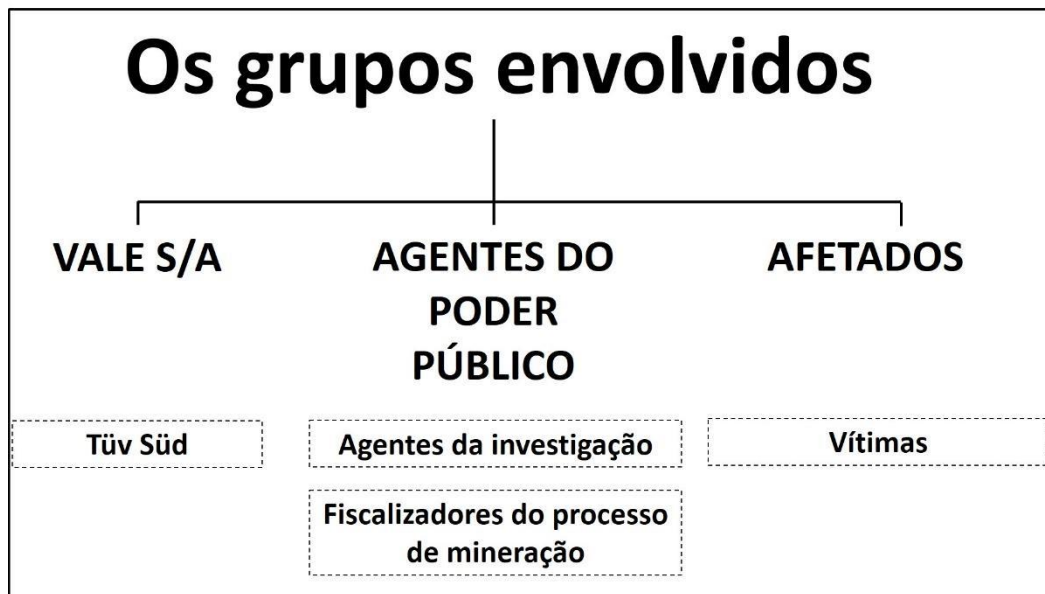 Os grupos envolvidos
VALE S/A
AGENTES DO
PODER
PÚBLICO
AFETADOS
Tüv Süd
Agentes da investigação
Vítimas
Fiscalizadores do processo
de mineração